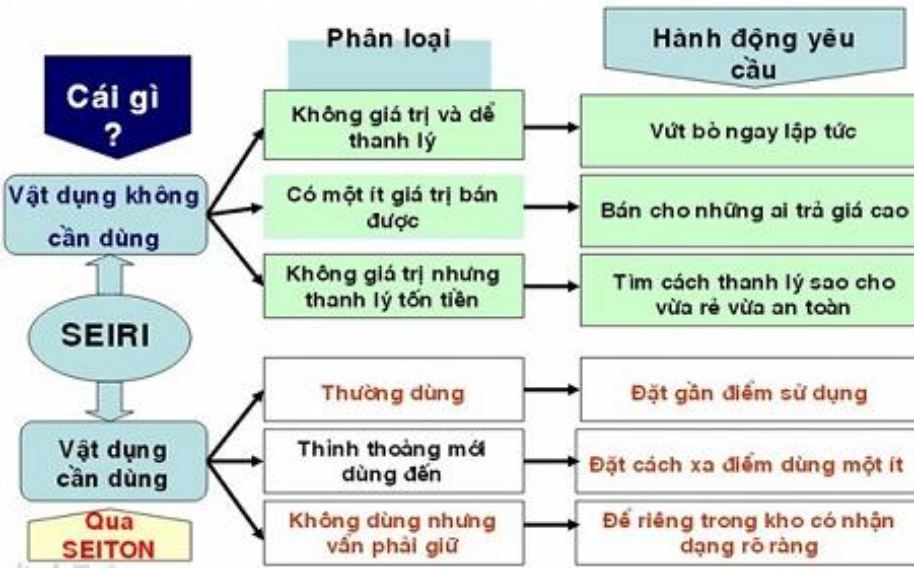 Phân loại
Hành động yêu
cầu
Cái gì
?
Không giá trị và dễ
thanh lý
Vứt bỏ ngay lập tức
Vật dụng không
cần dùng
Có một ít giá trị bán
được
Bán cho những ai trả giá cao
Không giá trị nhưng
thanh lý tốn tiền
Tìm cách thanh lý sao cho
vừa rẻ vừa an toàn
SEIRI
Thường dùng
Đặt gần điểm sử dụng
Vật dụng
cần dùng
Thỉnh thoảng mới
dùng đến
Đặt cách xa điểm dùng một ít
Qua
SEITON
Không dùng nhưng
vẫn phải giữ
Để riêng trong kho có nhận
dạng rõ ràng